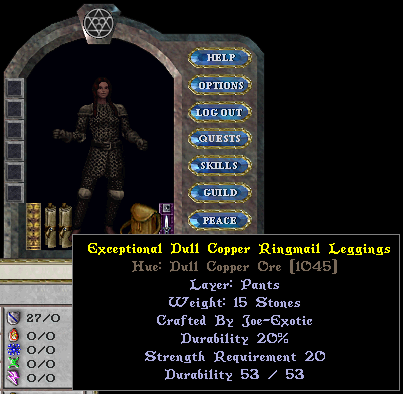 HELP
OPTIONS
LOG OUT
QUESTS
SKILLS
GUILD
PEACE
Exceptional Dull Copper Ringmail Leggings
Hue: Dull Copper Ore [1045]
Layer: Pants
Weight: 15 Stones
Crafted By Joe-Exotic
Durability 20%
Strength Requirement 20
Durability 53 / 53
27/0
0/0
0/0
0/0
0/0